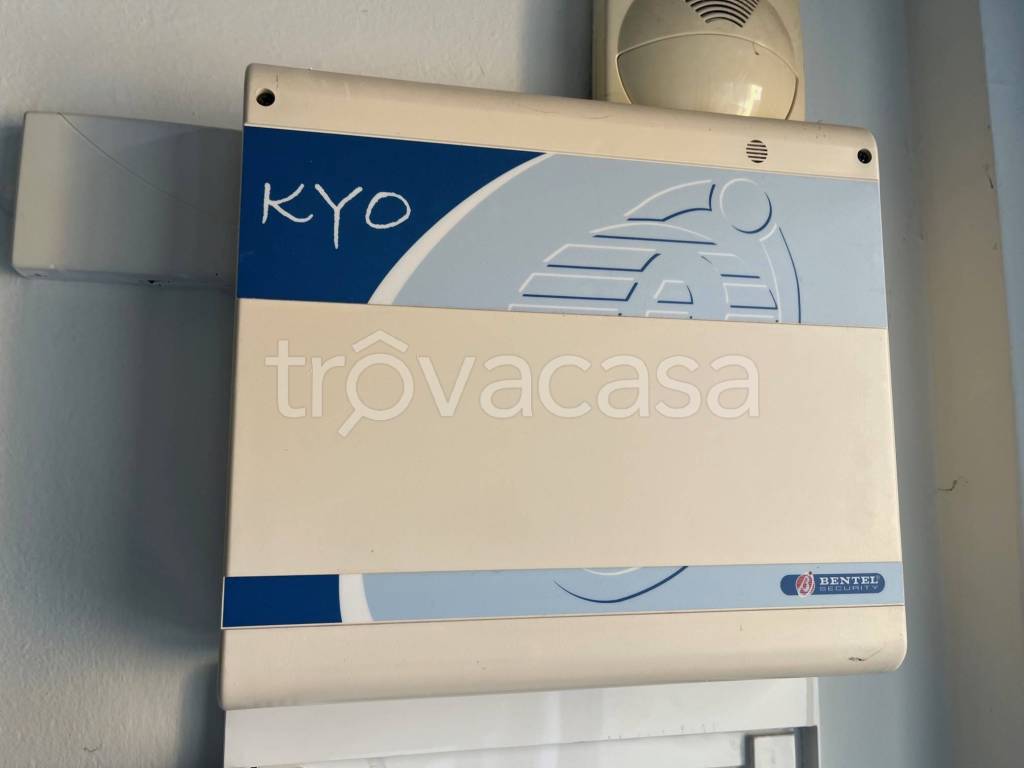 KYO
trovacasa
BENTEL
SECURITY